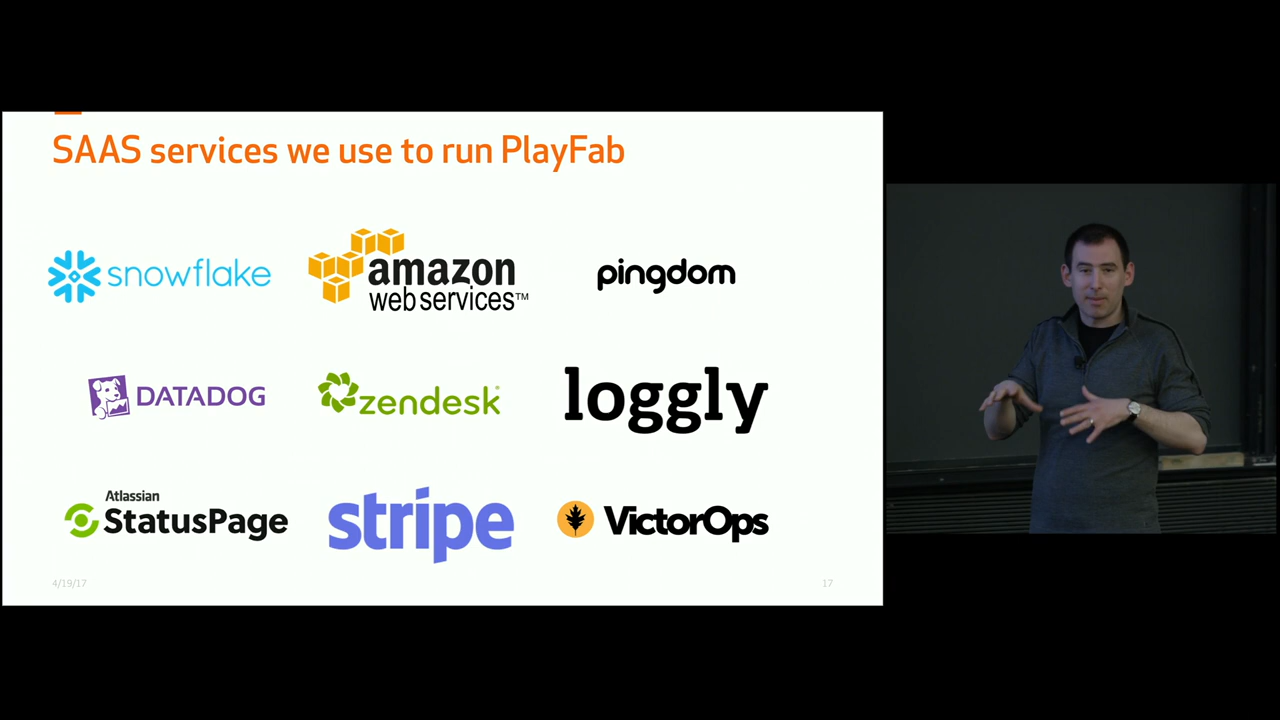 SAAS services we use to run PlayFab
snowflake
amazon
web services™
pingdom
DATADOG
zendesk
loggly
Atlassian
StatusPage
stripe
VictorOps
4/19/17
17